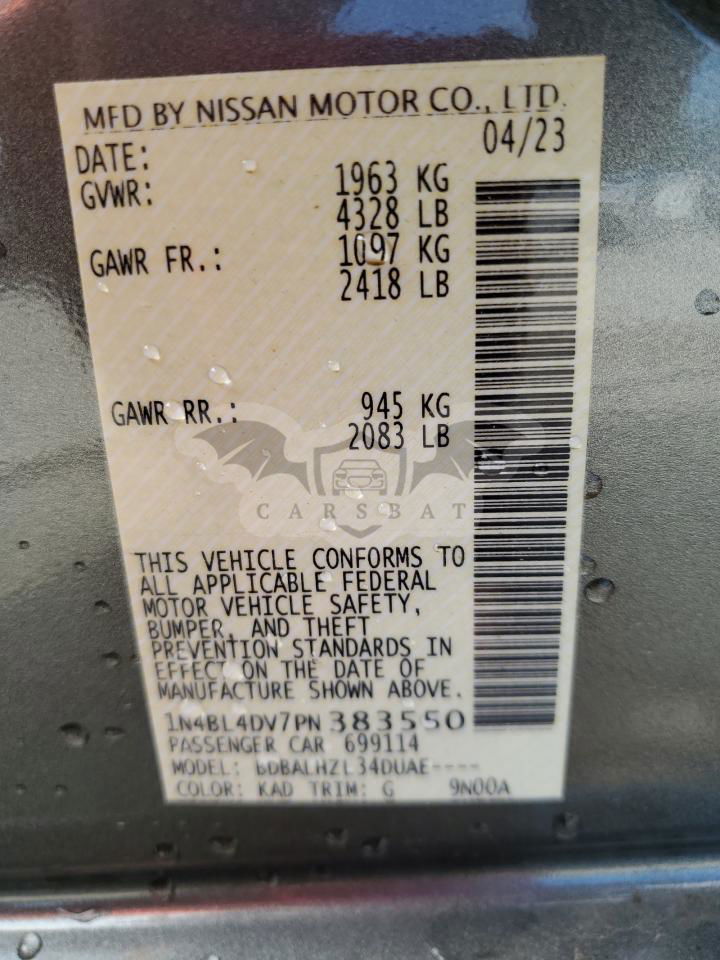 MFD BY NISSAN MOTOR CO., LTD.
DATE: 04/23
GVWR: 1963 KG
4328 LB
GAWR FR.: 1097 KG
2418 LB
GAWR RR.: 945 KG
2083 LB
CARSBAT
THIS VEHICLE CONFORMS TO
ALL APPLICABLE FEDERAL
MOTOR VEHICLE SAFETY,
BUMPER, AND THEFT
PREVENTION STANDARDS IN
EFFECT ON THE DATE OF
MANUFACTURE SHOWN ABOVE.
1N4BL4DV7PN383550
PASSENGER CAR 699114
MODEL:
COLOR: KAD TRIM: G 9N00A